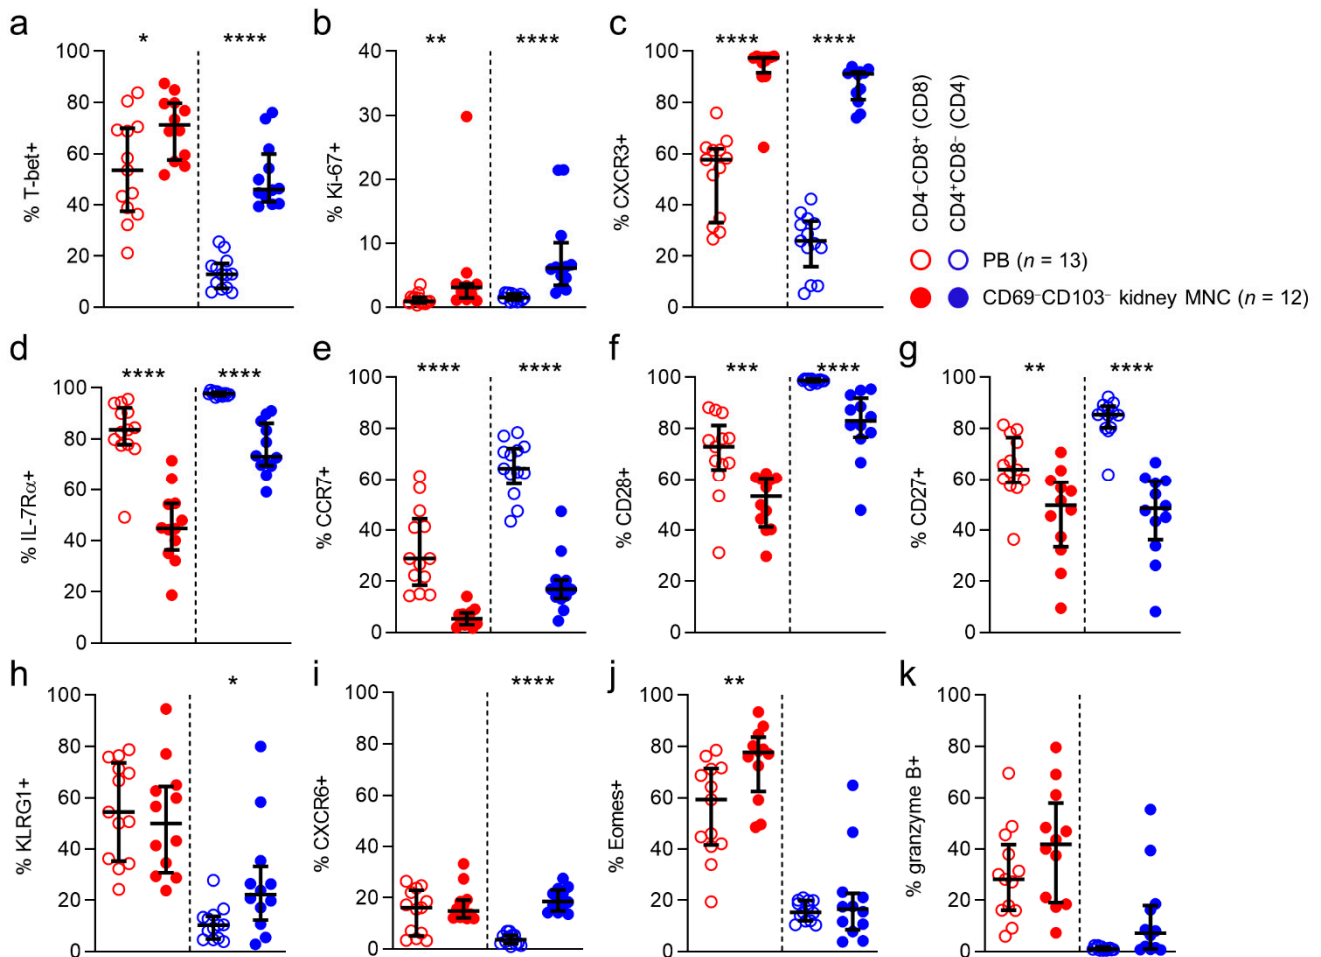 a
* ****
% T-bet+
100
80
60
40
20
0
b
** ****
% Ki-67+
40
30
20
10
0
c
**** ****
% CXCR3+
100
80
60
40
20
0
CD4⁻CD8⁺ (CD8)
CD4⁺CD8⁻ (CD4)
PB (n = 13)
CD69⁻CD103⁻ kidney MNC (n = 12)
d
**** ****
% IL-7Rα+
100
80
60
40
20
0
e
**** ****
% CCR7+
100
80
60
40
20
0
f
*** ****
% CD28+
100
80
60
40
20
0
g
** ****
% CD27+
100
80
60
40
20
0
h
*
% KLRG1+
100
80
60
40
20
0
i
****
% CXCR6+
100
80
60
40
20
0
j
**
% Eomes+
100
80
60
40
20
0
k
% granzyme B+
100
80
60
40
20
0